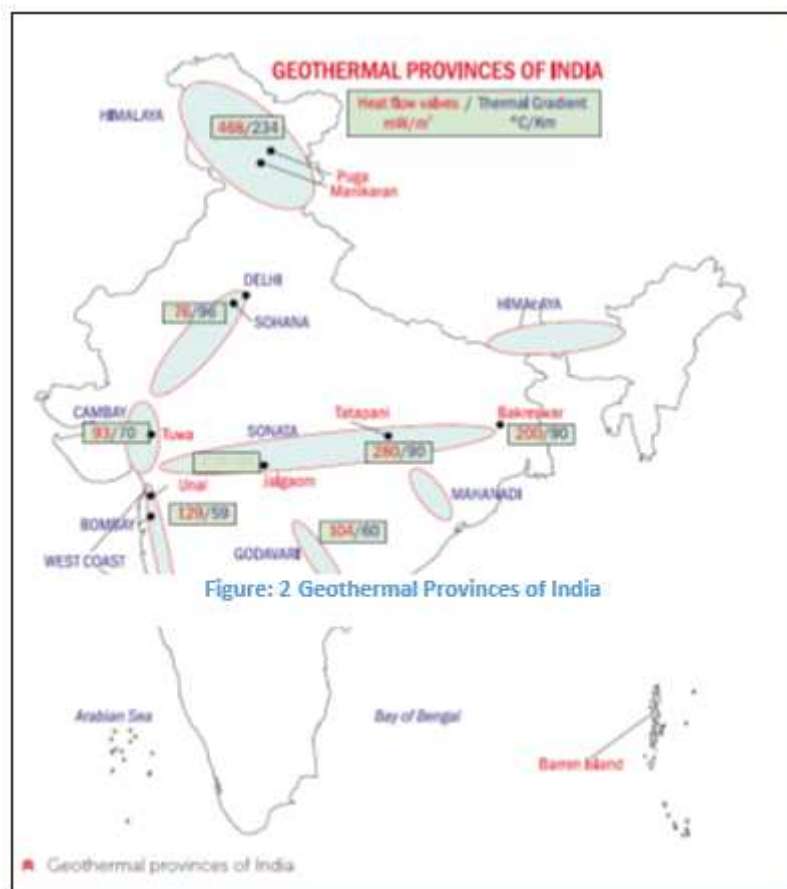 GEOTHERMAL PROVINCES OF INDIA
Heat flow valves / Thermal Gradient
mW/m² °C/Km
HIMALAYA
468/234
Puga
Manikaran
DELHI
76/96
SOHANA
HIMALAYA
CAMBAY
93/70
Tuwa
SONATA
Tatapani
280/90
Bakreswar
200/90
Unai
Jalgaom
MAHANADI
BOMBAY
129/59
WEST COAST
GODAVARI
104/60
Figure: 2 Geothermal Provinces of India
Arabian Sea
Bay of Bengal
Barren Island
Geothermal provinces of India